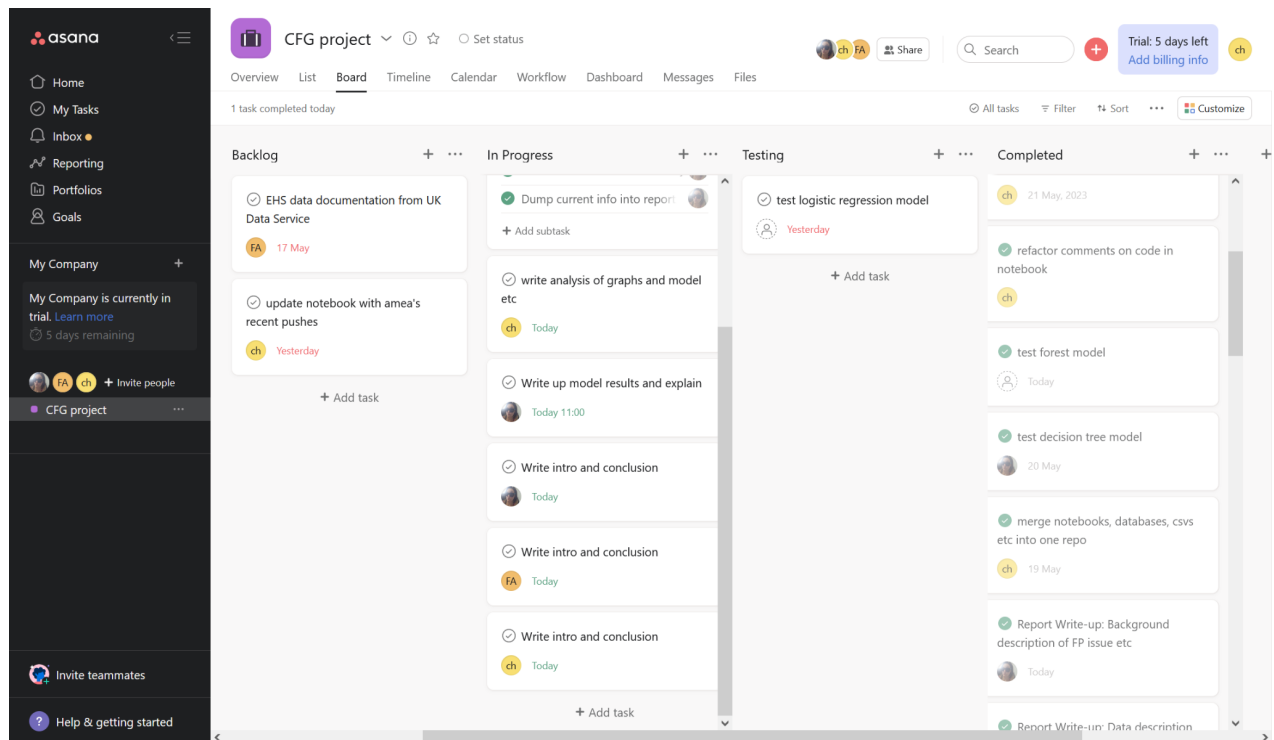 asana
Home
My Tasks
Inbox
Reporting
Portfolios
Goals
My Company
My Company is currently in
trial. Learn more
5 days remaining
FA
ch
Invite people
CFG project
Invite teammates
? Help & getting started
CFG project
Set status
ch FA
Share
Search
Trial: 5 days left
Add billing info
ch
Overview List Board Timeline Calendar Workflow Dashboard Messages Files
1 task completed today
All tasks Filter Sort Customize
Backlog
EHS data documentation from UK
Data Service
FA 17 May
update notebook with amea's
recent pushes
ch Yesterday
+ Add task
In Progress
Dump current info into report
+ Add subtask
write analysis of graphs and model
etc
ch Today
Write up model results and explain
Today 11:00
Write intro and conclusion
Today
Write intro and conclusion
FA Today
Write intro and conclusion
ch Today
+ Add task
Testing
test logistic regression model
Yesterday
+ Add task
Completed
ch 21 May, 2023
refactor comments on code in
notebook
ch
test forest model
Today
test decision tree model
20 May
merge notebooks, databases, csvs
etc into one repo
ch 19 May
Report Write-up: Background
description of FP issue etc
Today
Report Write-up: Data description